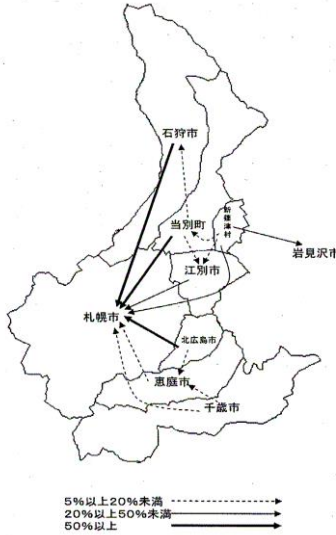 石狩市
当別町
新篠津村
江別市
岩見沢市
札幌市
北広島市
恵庭市
千歳市
5%以上20%未満
20%以上50%未満
50%以上